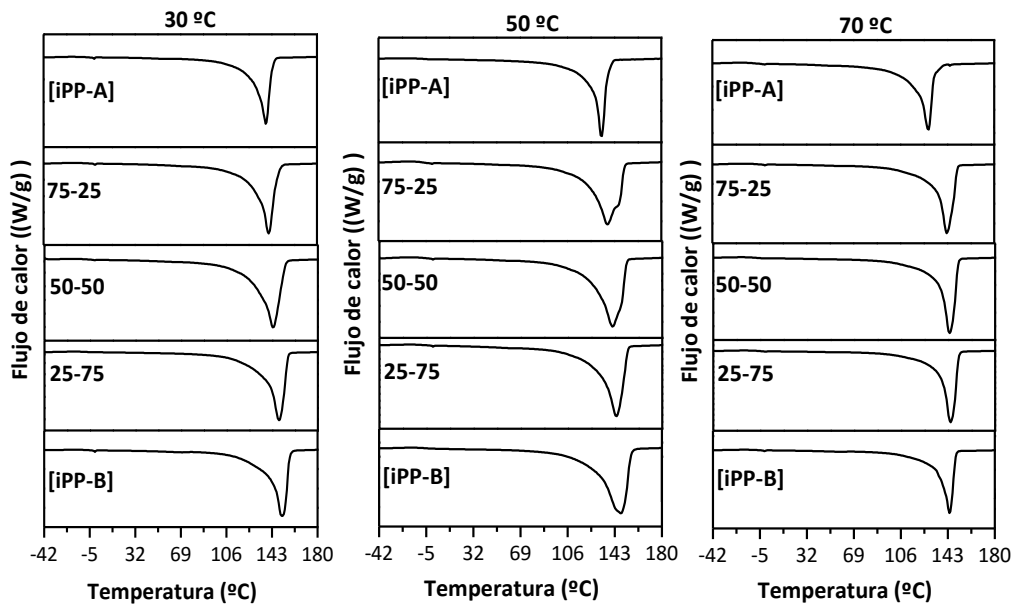 30 ºC
50 ºC
70 ºC
Flujo de calor ((W/g) )
[iPP-A]
75-25
50-50
25-75
[iPP-B]
-42 -5 32 69 106 143 180
Temperatura (ºC)
Flujo de calor ((W/g) )
[iPP-A]
75-25
50-50
25-75
[iPP-B]
-42 -5 32 69 106 143 180
Temperatura (ºC)
Flujo de calor ((W/g) )
[iPP-A]
75-25
50-50
25-75
[iPP-B]
-42 -5 32 69 106 143 180
Temperatura (ºC)